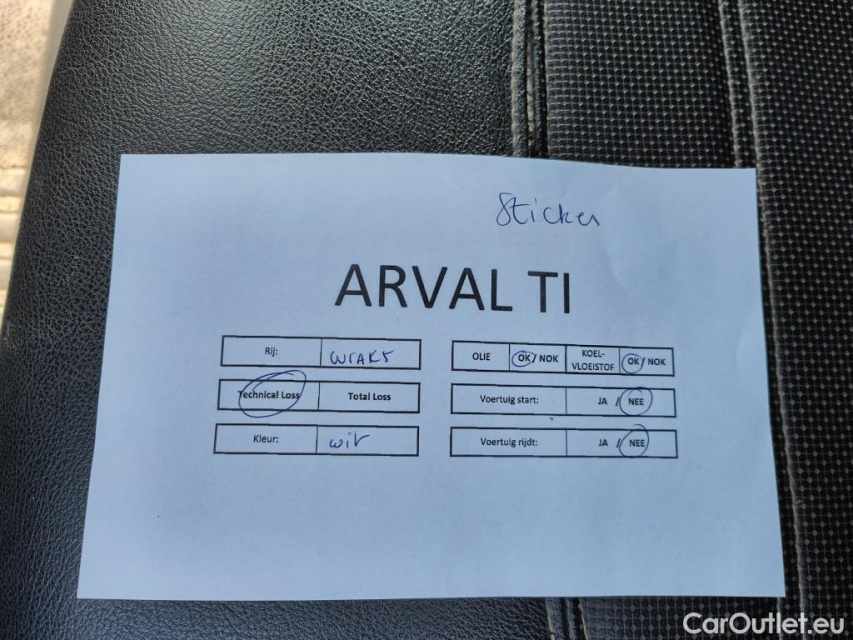 Sticker
ARVAL TI
Rij: wrakr
Technical Loss Total Loss
Kleur: wit
OLIE OK / NOK KOEL-VLOEISTOF OK / NOK
Voertuig start: JA / NEE
Voertuig rijdt: JA / NEE
CarOutlet.eu